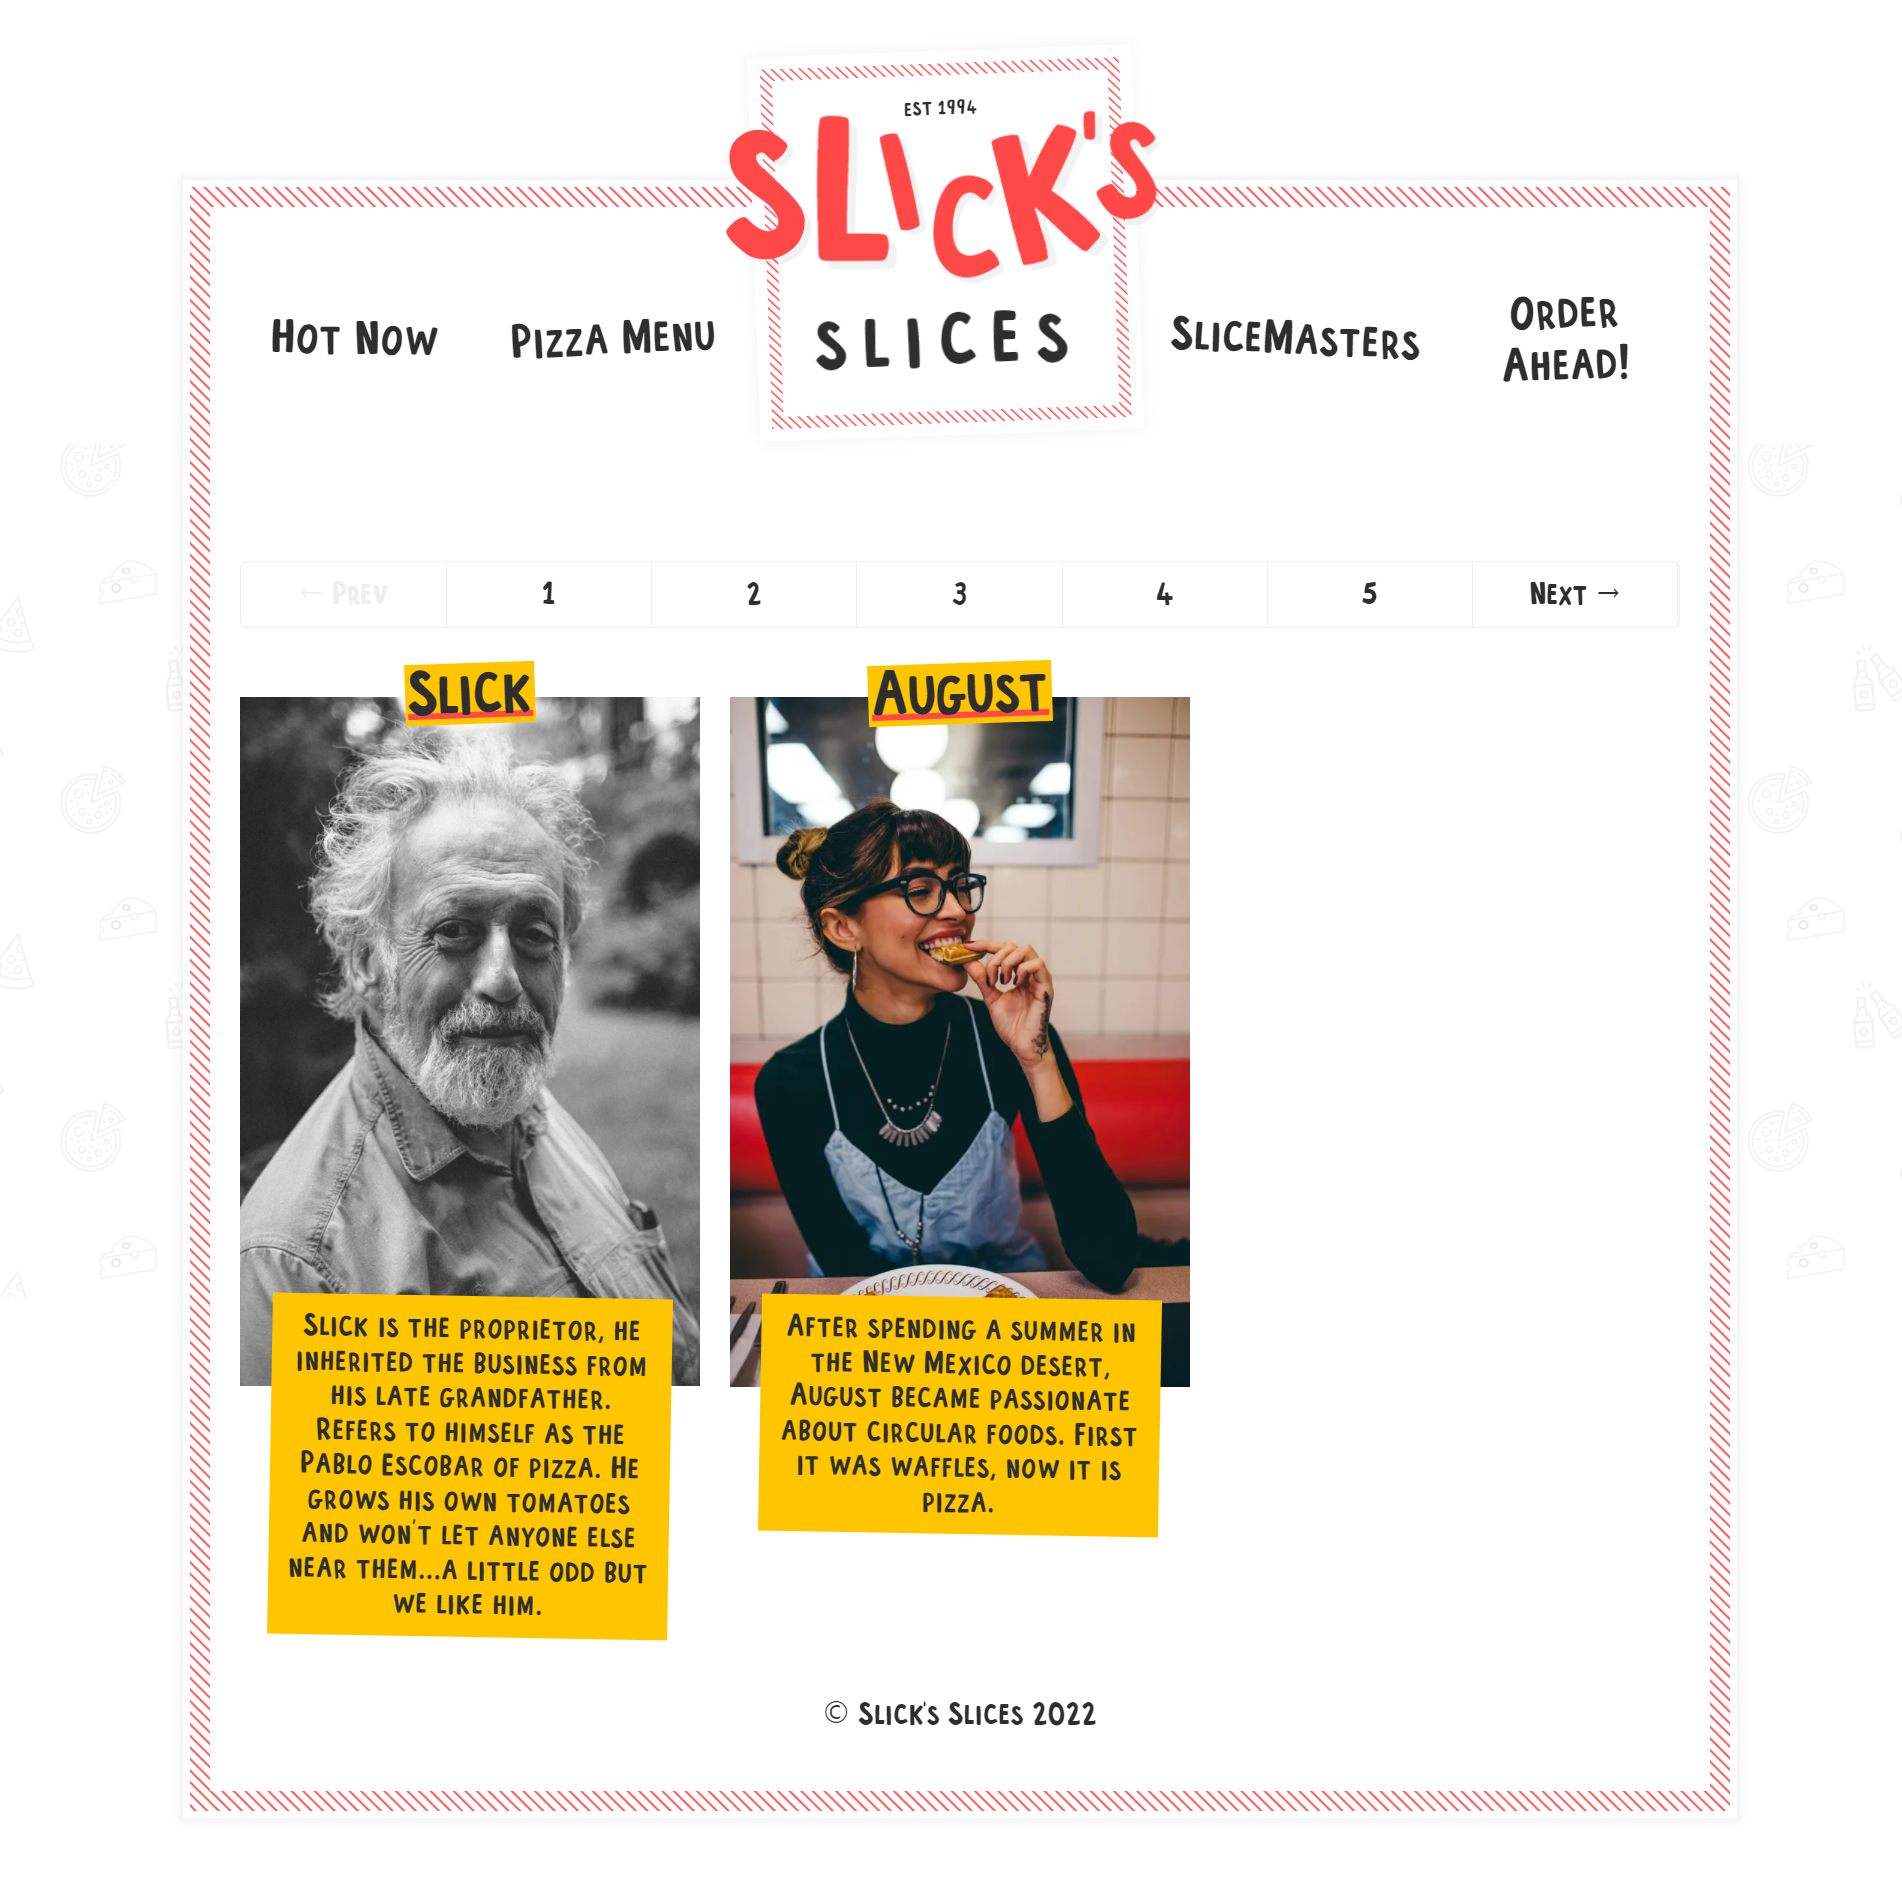 EST 1994
SLICK'S
SLICES
Hot Now
Pizza Menu
SliceMasters
Order
Ahead!
← Prev
1
2
3
4
5
Next →
Slick
Slick is the proprietor, he
inherited the business from
his late grandfather.
Refers to himself as the
Pablo Escobar of pizza. He
grows his own tomatoes
and won't let anyone else
near them...a little odd but
we like him.
August
After spending a summer in
the New Mexico desert,
August became passionate
about circular foods. First
it was waffles, now it is
pizza.
© Slick's Slices 2022